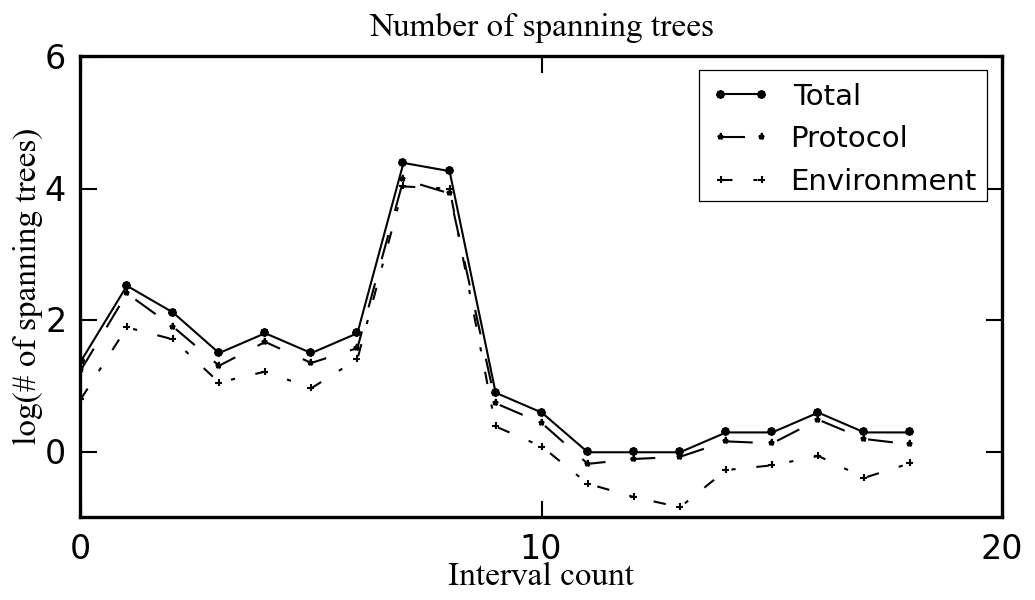 Number of spanning trees
6
4
2
0
log(# of spanning trees)
Total
Protocol
Environment
0
10
20
Interval count